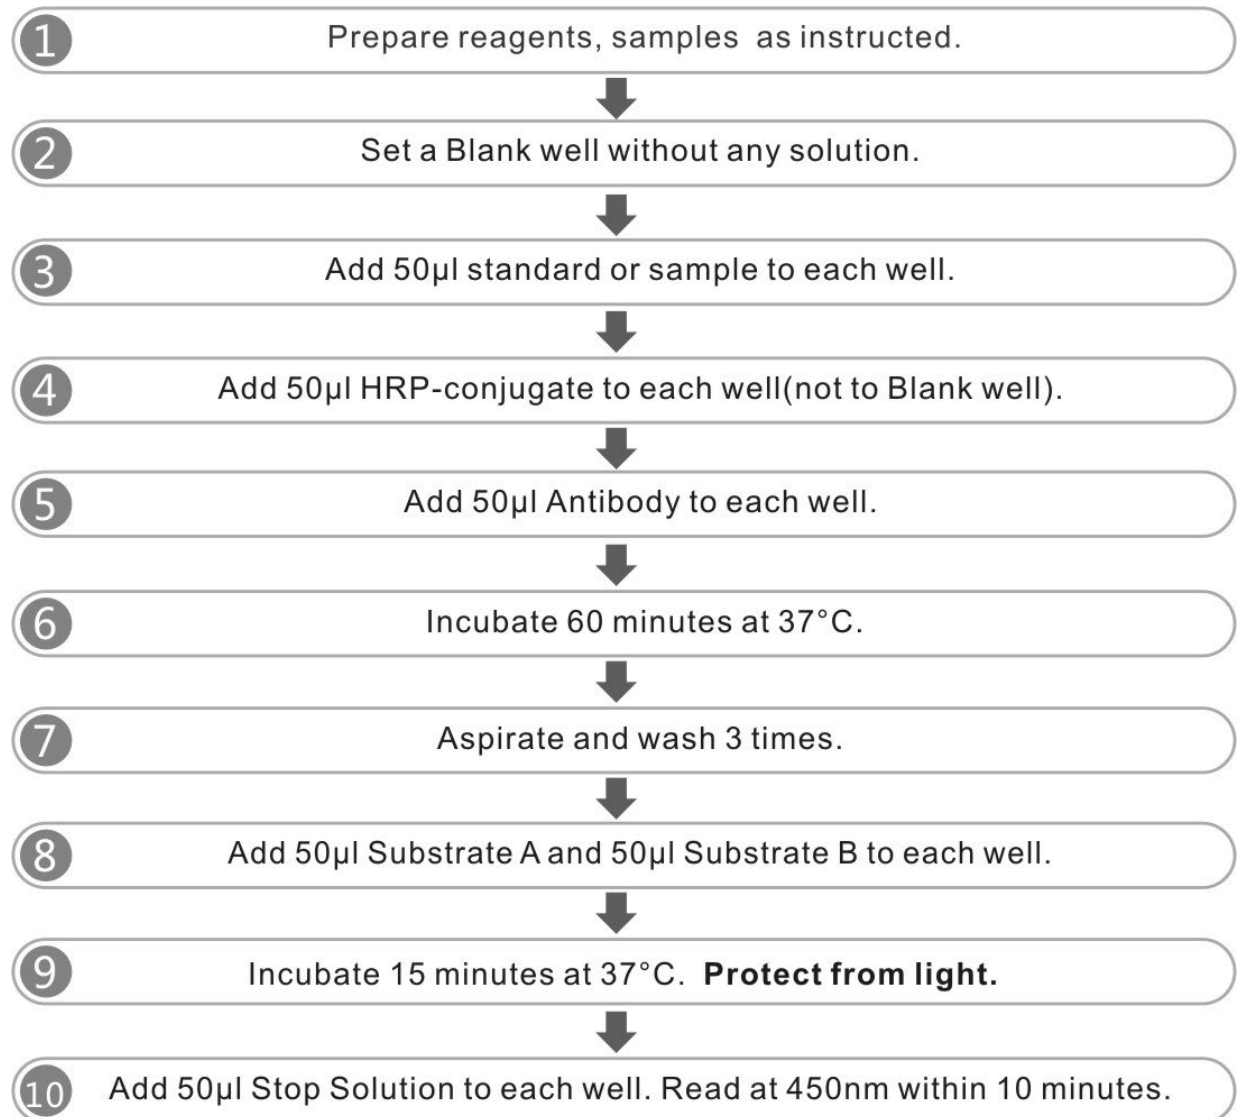 1 Prepare reagents, samples as instructed.
2 Set a Blank well without any solution.
3 Add 50μl standard or sample to each well.
4 Add 50μl HRP-conjugate to each well(not to Blank well).
5 Add 50μl Antibody to each well.
6 Incubate 60 minutes at 37°C.
7 Aspirate and wash 3 times.
8 Add 50μl Substrate A and 50μl Substrate B to each well.
9 Incubate 15 minutes at 37°C. Protect from light.
10 Add 50μl Stop Solution to each well. Read at 450nm within 10 minutes.